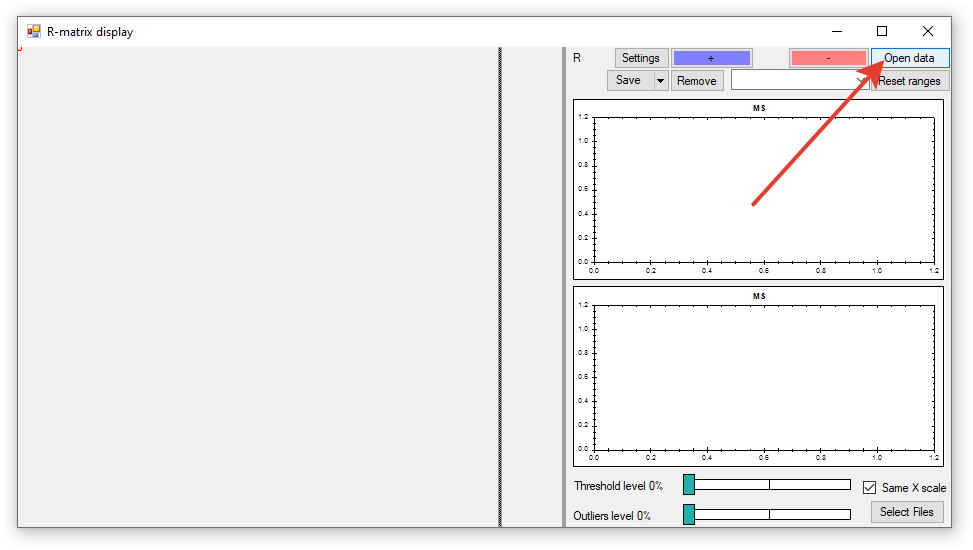 R-matrix display
R Settings + - Open data
Save Remove Reset ranges
MS
1.2
1.0
0.8
0.6
0.4
0.2
0.0
0.0 0.2 0.4 0.6 0.8 1.0 1.2
MS
1.2
1.0
0.8
0.6
0.4
0.2
0.0
0.0 0.2 0.4 0.6 0.8 1.0 1.2
Threshold level 0% Same X scale
Outliers level 0% Select Files